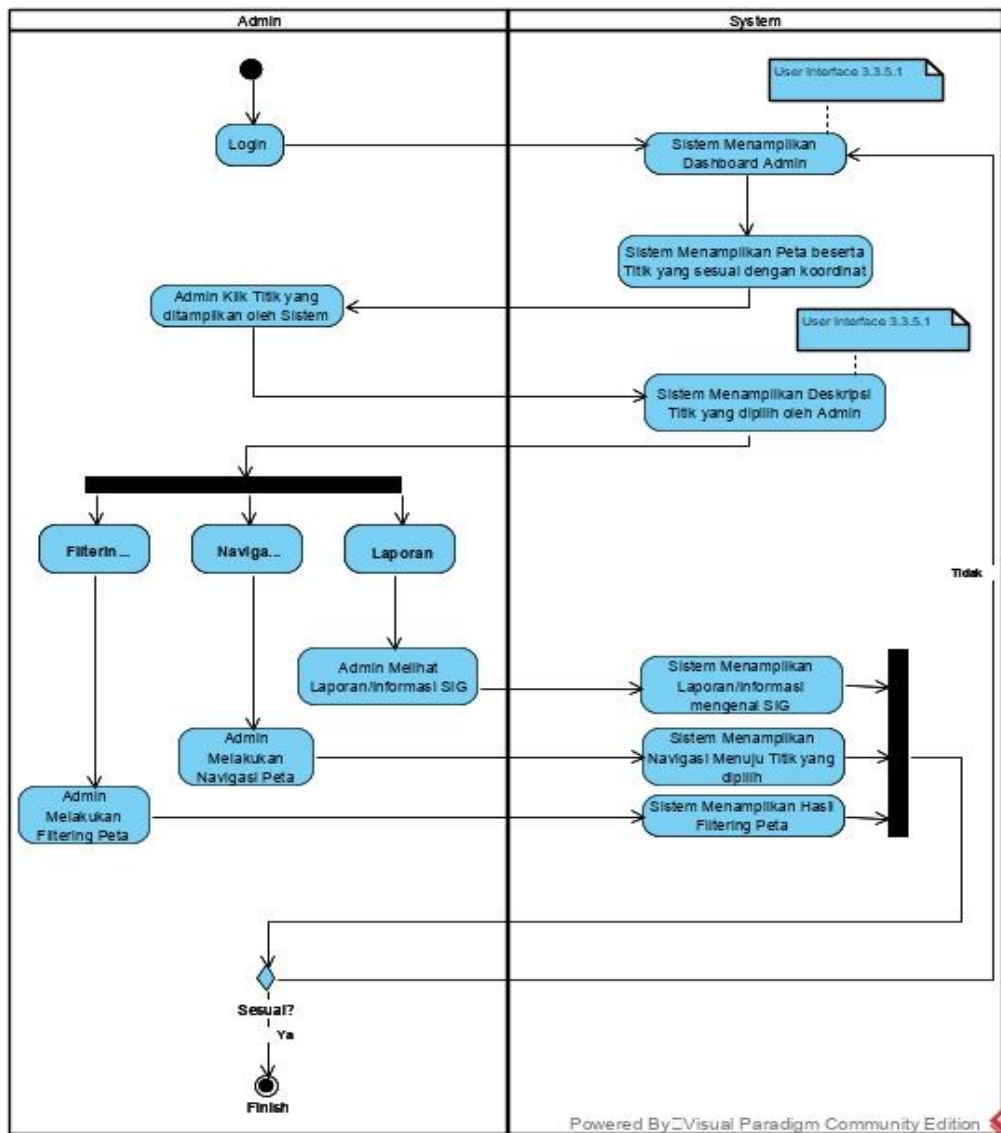 Admin
System
User Interface 3.3.5.1
Login
Sistem Menampilkan
Dashboard Admin
Sistem Menampilkan Peta beserta
Titik yang sesuai dengan koordinat
Admin Klik Titik yang
ditampilkan oleh Sistem
User Interface 3.3.5.1
Sistem Menampilkan Deskripsi
Titik yang dipilih oleh Admin
Filterin...
Naviga...
Laporan
Tidak
Admin Melihat
Laporan/Informasi SIG
Sistem Menampilkan
Laporan/Informasi
mengenai SIG
Admin
Melakukan
Navigasi Peta
Sistem Menampilkan
Navigasi Menuju Titik yang
dipilih
Admin
Melakukan
Filtering Peta
Sistem Menampilkan Hasil
Filtering Peta
Sesuai?
Ya
Finish
Powered By Visual Paradigm Community Edition